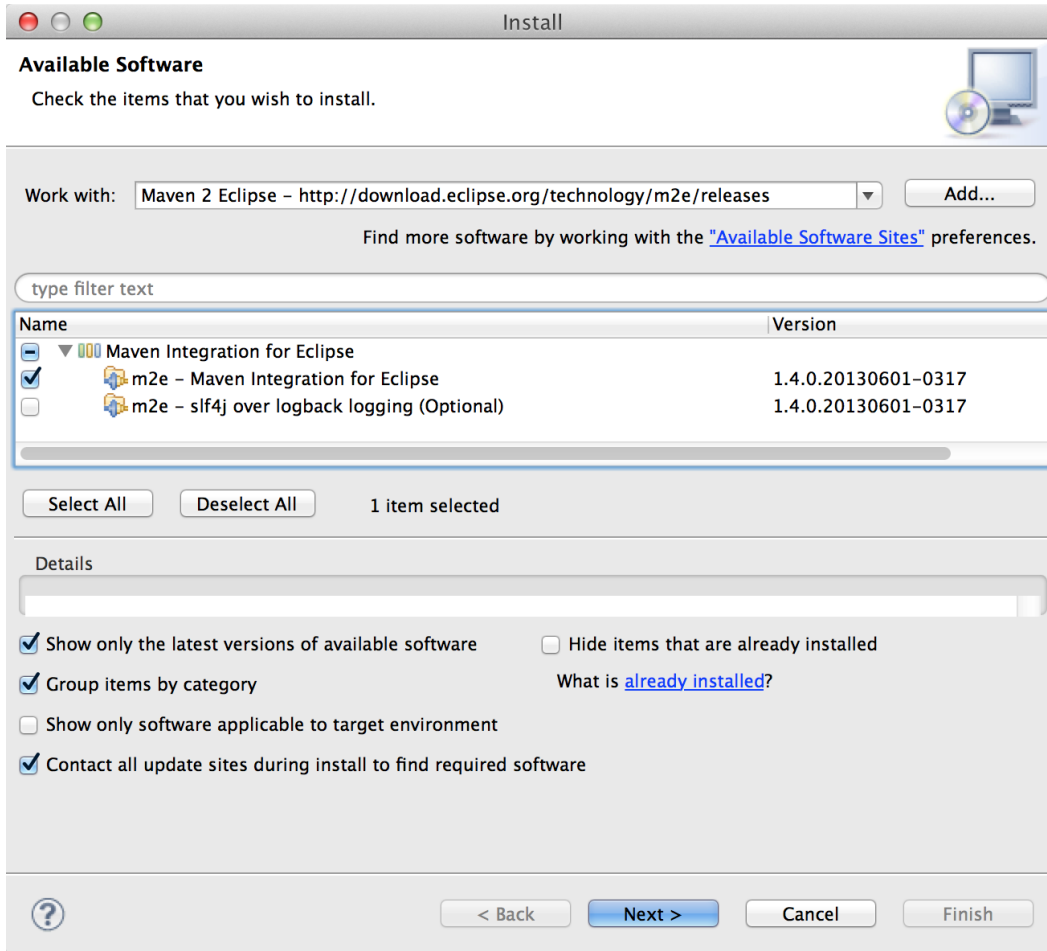 Install
Available Software
Check the items that you wish to install.
Work with: Maven 2 Eclipse – http://download.eclipse.org/technology/m2e/releases Add...
Find more software by working with the "Available Software Sites" preferences.
type filter text
Name Version
Maven Integration for Eclipse
m2e – Maven Integration for Eclipse 1.4.0.20130601–0317
m2e – slf4j over logback logging (Optional) 1.4.0.20130601–0317
Select All Deselect All 1 item selected
Details
Show only the latest versions of available software Hide items that are already installed
Group items by category What is already installed?
Show only software applicable to target environment
Contact all update sites during install to find required software
? < Back Next > Cancel Finish